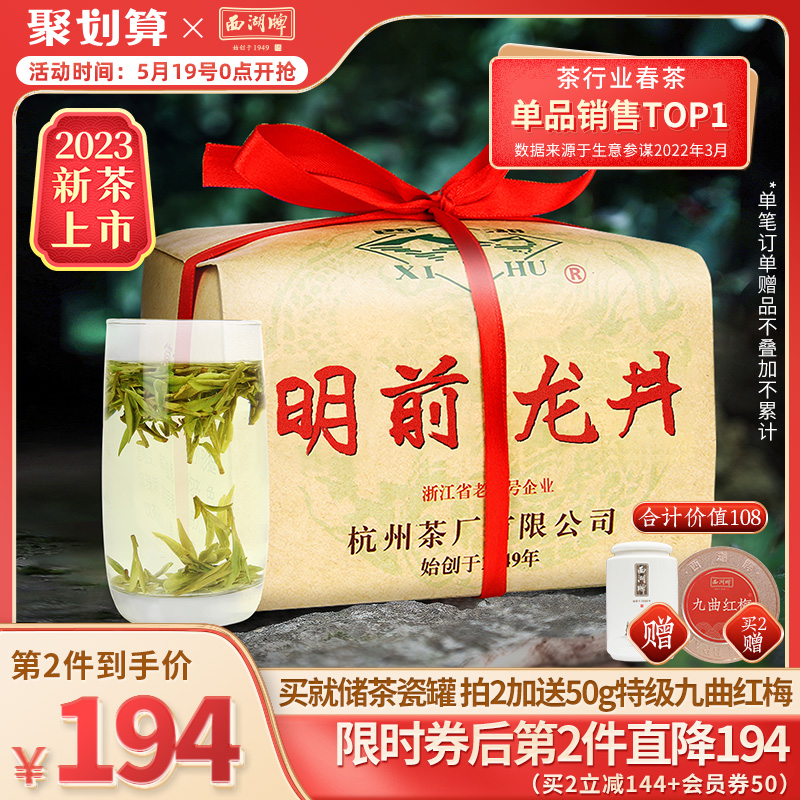 聚划算
×
西湖牌
始创于1949
活动时间：5月19号0点开抢
茶行业春茶
单品销售TOP1
数据来源于生意参谋2022年3月
2023
新茶
上市
*单笔订单赠品不叠加不累计
XI HU ®
明前龙井
浙江省老 号企业
杭州茶厂有限公司
始创于1949年
合计价值108
西湖牌
赠
西湖牌
九曲红梅
买2
赠
第2件到手价
¥194
买就储茶瓷罐 拍2加送50g特级九曲红梅
限时券后第2件直降194
（买2立减144+会员券50）